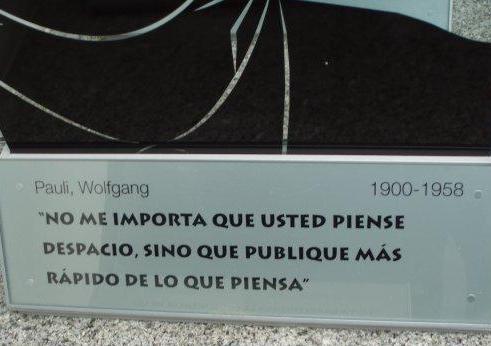 Pauli, Wolfgang 1900-1958
"NO ME IMPORTA QUE USTED PIENSE
DESPACIO, SINO QUE PUBLIQUE MÁS
RÁPIDO DE LO QUE PIENSA"